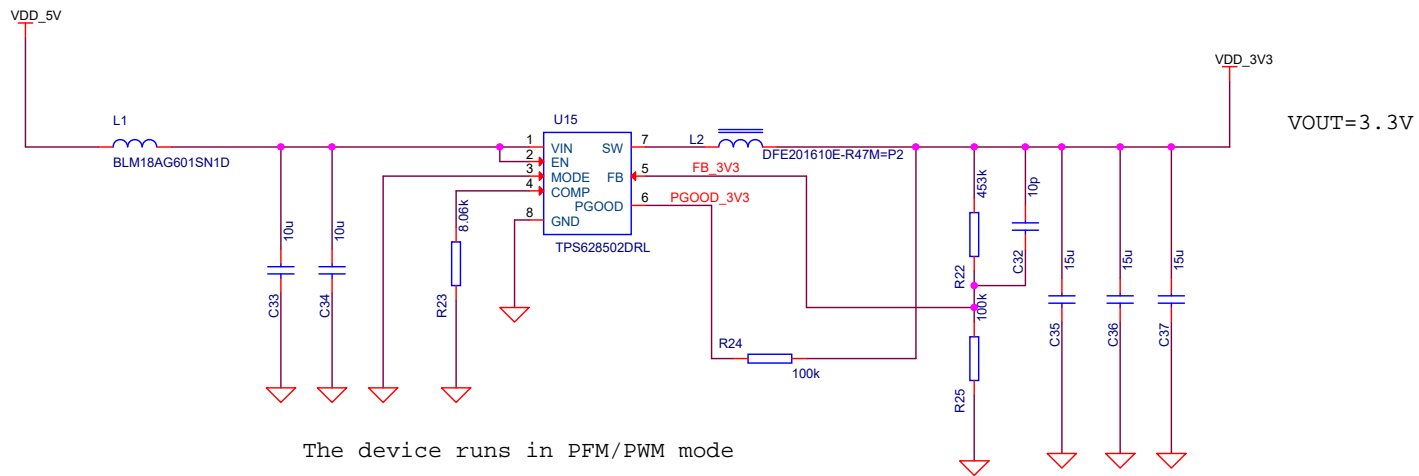 VDD_5V
VDD_3V3
VOUT=3.3V
L1
BLM18AG601SN1D
U15
1
VIN
SW
7
L2
DFE201610E-R47M=P2
2
EN
3
MODE
FB
5
FB_3V3
4
COMP
PGOOD
6
PGOOD_3V3
8
GND
TPS628502DRL
10u
C33
10u
C34
8.06k
R23
453k
R22
10p
C32
15u
C35
15u
C36
15u
C37
R24
100k
100k
R25
The device runs in PFM/PWM mode